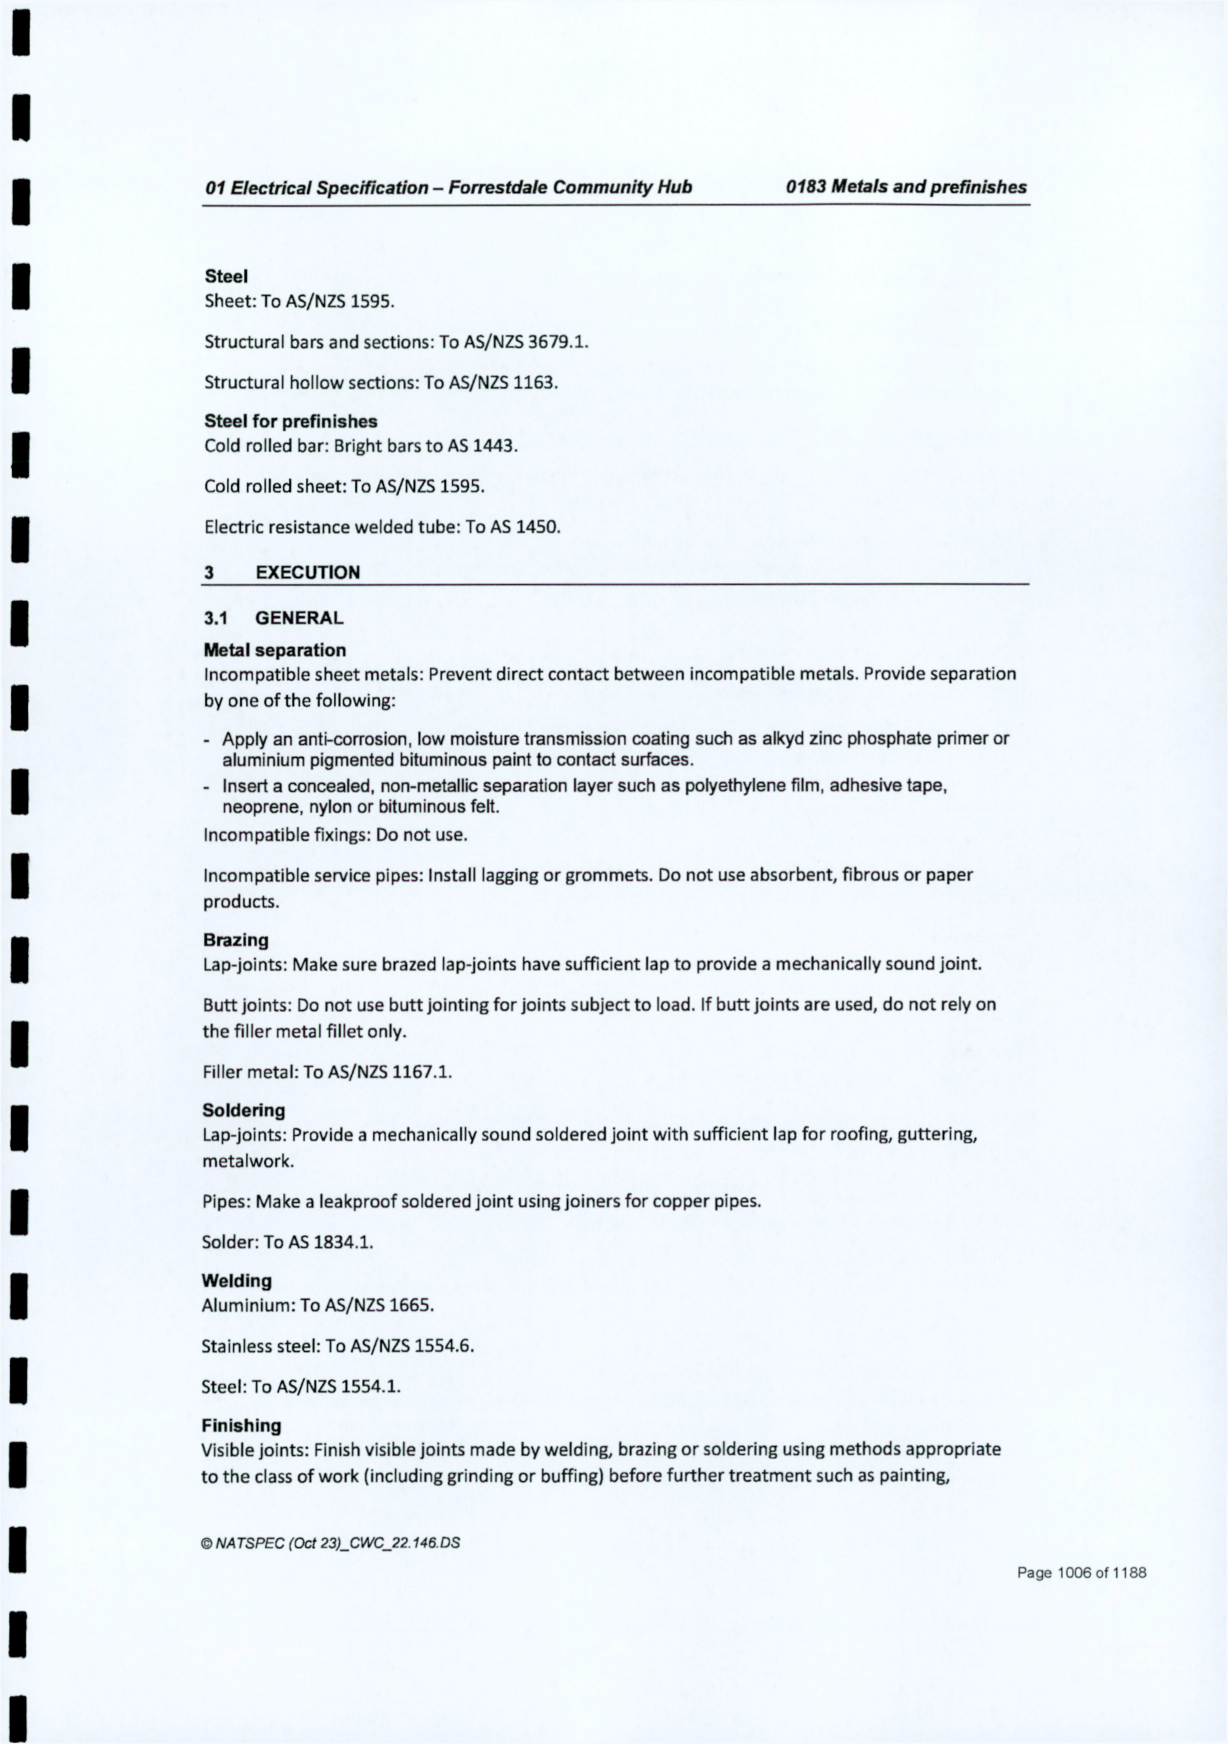 01 Electrical Specification – Forrestdale Community Hub 0183 Metals and prefinishes
Steel
Sheet: To AS/NZS 1595.
Structural bars and sections: To AS/NZS 3679.1.
Structural hollow sections: To AS/NZS 1163.
Steel for prefinishes
Cold rolled bar: Bright bars to AS 1443.
Cold rolled sheet: To AS/NZS 1595.
Electric resistance welded tube: To AS 1450.
3 EXECUTION
3.1 GENERAL
Metal separation
Incompatible sheet metals: Prevent direct contact between incompatible metals. Provide separation
by one of the following:
- Apply an anti-corrosion, low moisture transmission coating such as alkyd zinc phosphate primer or
aluminium pigmented bituminous paint to contact surfaces.
- Insert a concealed, non-metallic separation layer such as polyethylene film, adhesive tape,
neoprene, nylon or bituminous felt.
Incompatible fixings: Do not use.
Incompatible service pipes: Install lagging or grommets. Do not use absorbent, fibrous or paper
products.
Brazing
Lap-joints: Make sure brazed lap-joints have sufficient lap to provide a mechanically sound joint.
Butt joints: Do not use butt jointing for joints subject to load. If butt joints are used, do not rely on
the filler metal fillet only.
Filler metal: To AS/NZS 1167.1.
Soldering
Lap-joints: Provide a mechanically sound soldered joint with sufficient lap for roofing, guttering,
metalwork.
Pipes: Make a leakproof soldered joint using joiners for copper pipes.
Solder: To AS 1834.1.
Welding
Aluminium: To AS/NZS 1665.
Stainless steel: To AS/NZS 1554.6.
Steel: To AS/NZS 1554.1.
Finishing
Visible joints: Finish visible joints made by welding, brazing or soldering using methods appropriate
to the class of work (including grinding or buffing) before further treatment such as painting,
© NATSPEC (Oct 23)_CWC_22.146.DS
Page 1006 of 1188